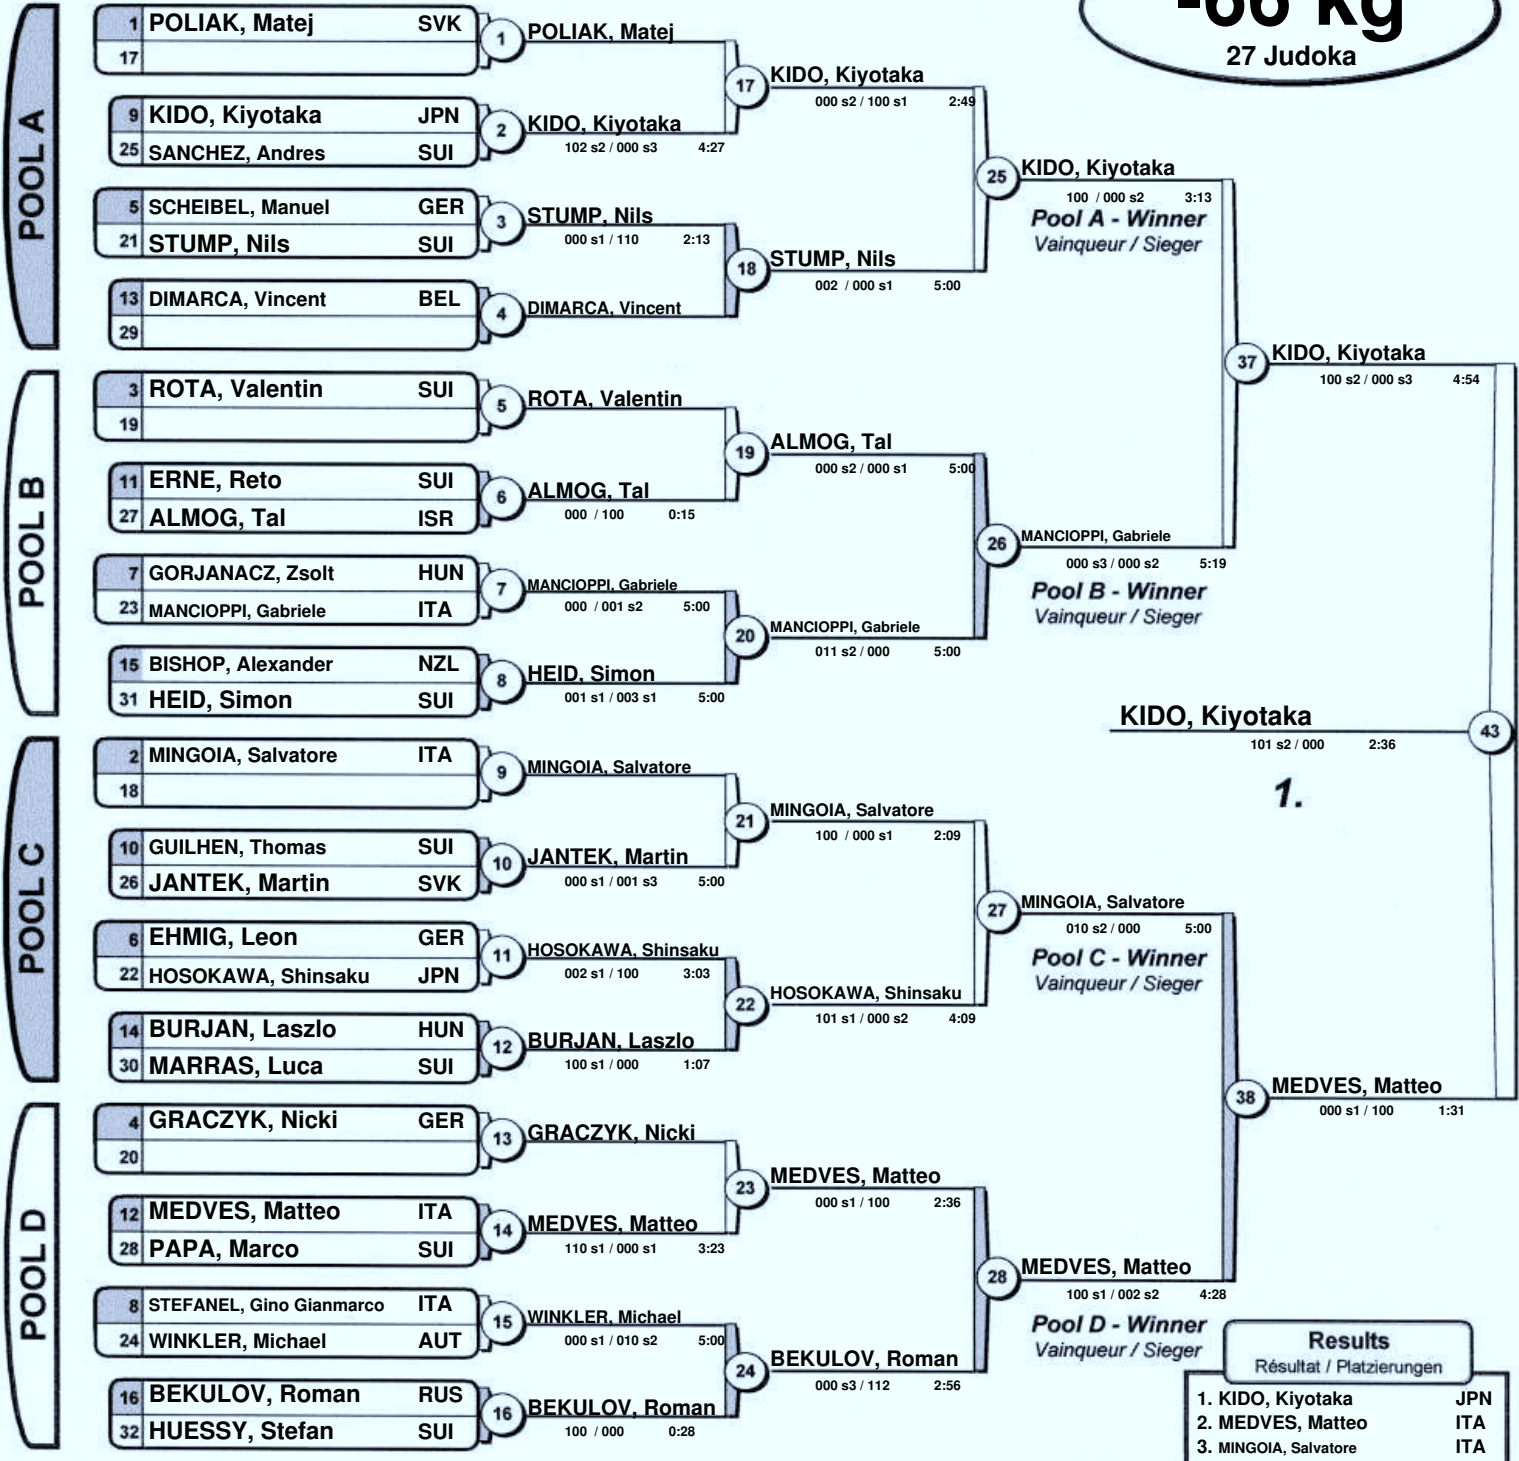 -66 kg
27 Judoka
POOL A
1 POLIAK, Matej SVK
17
9 KIDO, Kiyotaka JPN
25 SANCHEZ, Andres SUI
5 SCHEIBEL, Manuel GER
21 STUMP, Nils SUI
13 DIMARCA, Vincent BEL
29
POOL B
3 ROTA, Valentin SUI
19
11 ERNE, Reto SUI
27 ALMOG, Tal ISR
7 GORJANACZ, Zsolt HUN
23 MANCIOPPI, Gabriele ITA
15 BISHOP, Alexander NZL
31 HEID, Simon SUI
POOL C
2 MINGOIA, Salvatore ITA
18
10 GUILHEN, Thomas SUI
26 JANTEK, Martin SVK
6 EHMIG, Leon GER
22 HOSOKAWA, Shinsaku JPN
14 BURJAN, Laszlo HUN
30 MARRAS, Luca SUI
POOL D
4 GRACZYK, Nicki GER
20
12 MEDVES, Matteo ITA
28 PAPA, Marco SUI
8 STEFANEL, Gino Gianmarco ITA
24 WINKLER, Michael AUT
16 BEKULOV, Roman RUS
32 HUESSY, Stefan SUI
1 POLIAK, Matej
2 KIDO, Kiyotaka
102 s2 / 000 s3 4:27
3 STUMP, Nils
000 s1 / 110 2:13
4 DIMARCA, Vincent
5 ROTA, Valentin
6 ALMOG, Tal
000 / 100 0:15
7 MANCIOPPI, Gabriele
000 / 001 s2 5:00
8 HEID, Simon
001 s1 / 003 s1 5:00
9 MINGOIA, Salvatore
10 JANTEK, Martin
000 s1 / 001 s3 5:00
11 HOSOKAWA, Shinsaku
002 s1 / 100 3:03
12 BURJAN, Laszlo
100 s1 / 000 1:07
13 GRACZYK, Nicki
14 MEDVES, Matteo
110 s1 / 000 s1 3:23
15 WINKLER, Michael
000 s1 / 010 s2 5:00
16 BEKULOV, Roman
100 / 000 0:28
17 KIDO, Kiyotaka
000 s2 / 100 s1 2:49
18 STUMP, Nils
002 / 000 s1 5:00
19 ALMOG, Tal
000 s2 / 000 s1 5:00
20 MANCIOPPI, Gabriele
011 s2 / 000 5:00
21 MINGOIA, Salvatore
100 / 000 s1 2:09
22 HOSOKAWA, Shinsaku
101 s1 / 000 s2 4:09
23 MEDVES, Matteo
000 s1 / 100 2:36
24 BEKULOV, Roman
000 s3 / 112 2:56
25 KIDO, Kiyotaka
100 / 000 s2 3:13
Pool A - Winner
Vainqueur / Sieger
26 MANCIOPPI, Gabriele
000 s3 / 000 s2 5:19
Pool B - Winner
Vainqueur / Sieger
27 MINGOIA, Salvatore
010 s2 / 000 5:00
Pool C - Winner
Vainqueur / Sieger
28 MEDVES, Matteo
100 s1 / 002 s2 4:28
Pool D - Winner
Vainqueur / Sieger
37 KIDO, Kiyotaka
100 s2 / 000 s3 4:54
38 MEDVES, Matteo
000 s1 / 100 1:31
KIDO, Kiyotaka 43
101 s2 / 000 2:36
1.
Results
Résultat / Platzierungen
1. KIDO, Kiyotaka JPN
2. MEDVES, Matteo ITA
3. MINGOIA, Salvatore ITA